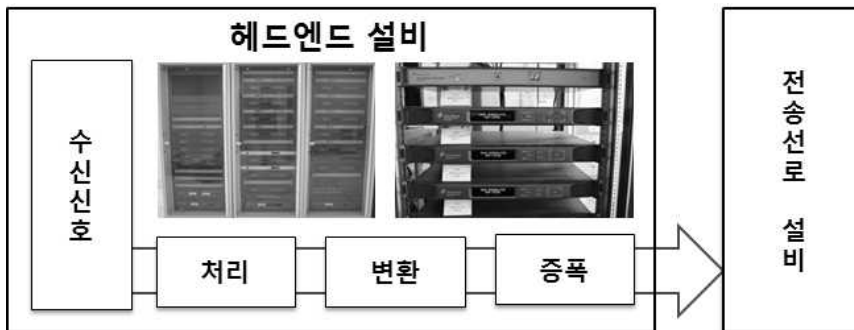 헤드엔드 설비
수신신호
처리
변환
증폭
전송선로 설비